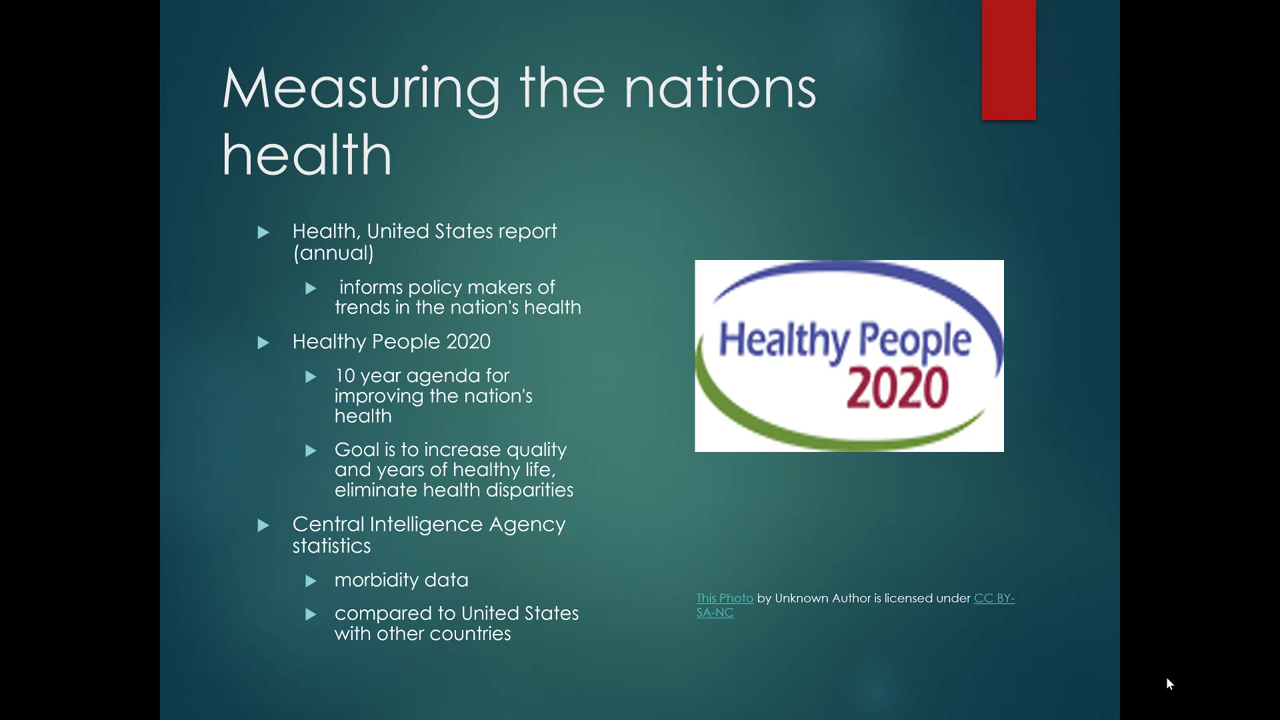 Measuring the nations
health
Health, United States report
(annual)
informs policy makers of
trends in the nation's health
Healthy People 2020
10 year agenda for
improving the nation's
health
Goal is to increase quality
and years of healthy life,
eliminate health disparities
Central Intelligence Agency
statistics
morbidity data
compared to United States
with other countries
Healthy People
2020
This Photo by Unknown Author is licensed under CC BY-
SA-NC